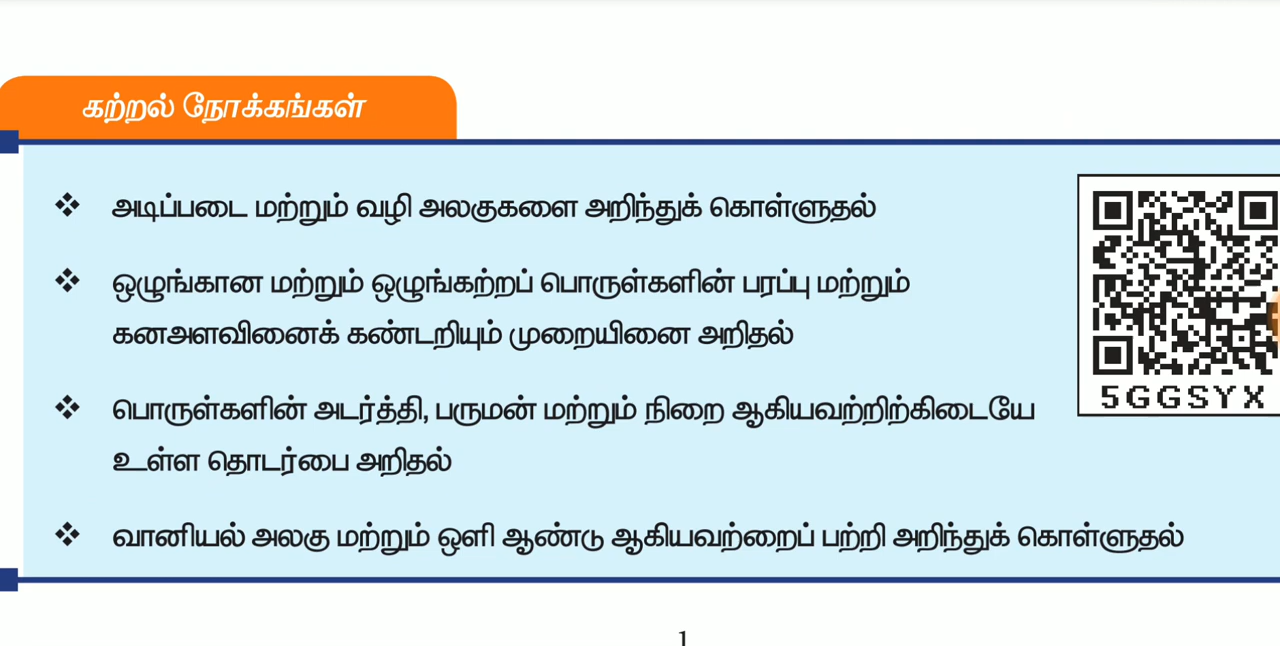 கற்றல் நோக்கங்கள்
❖ அடிப்படை மற்றும் வழி அலகுகளை அறிந்துக் கொள்ளுதல்
❖ ஒழுங்கான மற்றும் ஒழுங்கற்றப் பொருள்களின் பரப்பு மற்றும்
கனஅளவினைக் கண்டறியும் முறையினை அறிதல்
❖ பொருள்களின் அடர்த்தி, பருமன் மற்றும் நிறை ஆகியவற்றிற்கிடையே
உள்ள தொடர்பை அறிதல்
❖ வானியல் அலகு மற்றும் ஒளி ஆண்டு ஆகியவற்றைப் பற்றி அறிந்துக் கொள்ளுதல்
5GGSYX
1